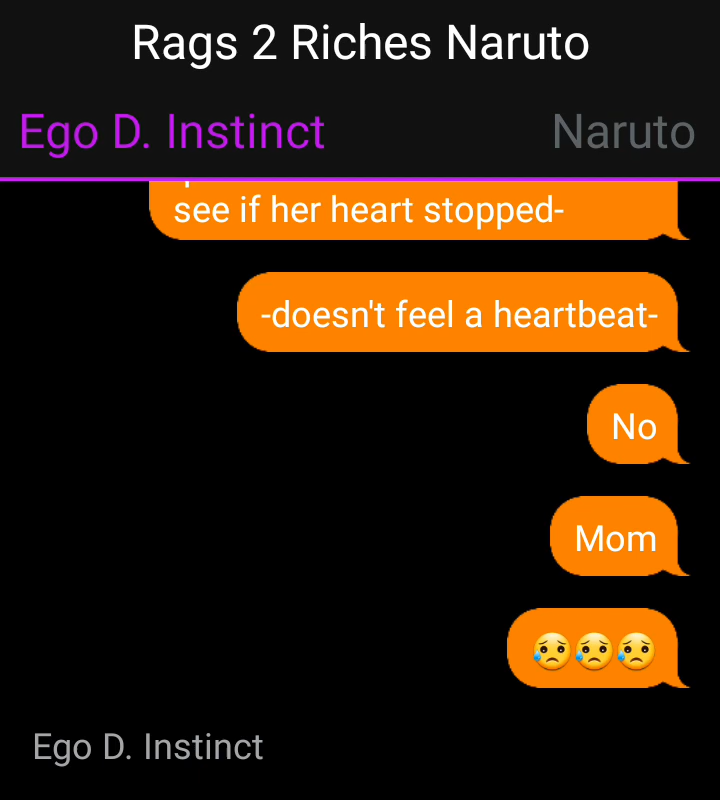 Rags 2 Riches Naruto
Ego D. Instinct
Naruto
see if her heart stopped-
-doesn't feel a heartbeat-
No
Mom
😥😥😥
Ego D. Instinct